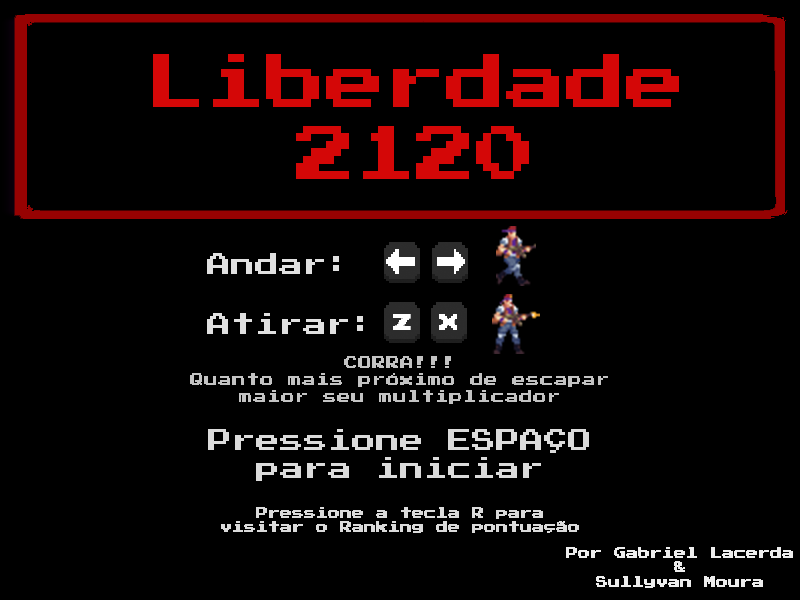 Liberdade
2120
Andar: ← →
Atirar: Z X
CORRA!!!
Quanto mais próximo de escapar
maior seu multiplicador
Pressione ESPAÇO
para iniciar
Pressione a tecla R para
visitar o Ranking de pontuação
Por Gabriel Lacerda
&
Sullyvan Moura